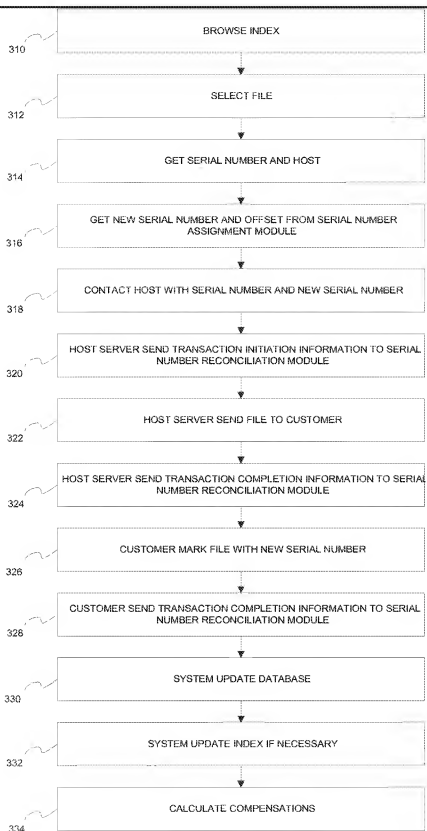 BROWSE INDEX
310
SELECT FILE
312
GET SERIAL NUMBER AND HOST
314
GET NEW SERIAL NUMBER AND OFFSET FROM SERIAL NUMBER
ASSIGNMENT MODULE
316
CONTACT HOST WITH SERIAL NUMBER AND NEW SERIAL NUMBER
318
HOST SERVER SEND TRANSACTION INITIATION INFORMATION TO SERIAL
NUMBER RECONCILIATION MODULE
320
HOST SERVER SEND FILE TO CUSTOMER
322
HOST SERVER SEND TRANSACTION COMPLETION INFORMATION TO SERIAL
NUMBER RECONCILIATION MODULE
324
CUSTOMER MARK FILE WITH NEW SERIAL NUMBER
326
CUSTOMER SEND TRANSACTION COMPLETION INFORMATION TO SERIAL
NUMBER RECONCILIATION MODULE
328
SYSTEM UPDATE DATABASE
330
SYSTEM UPDATE INDEX IF NECESSARY
332
CALCULATE COMPENSATIONS
334